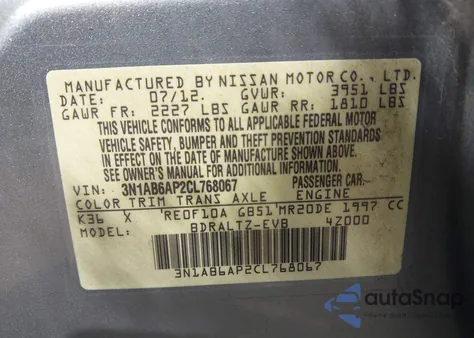 MANUFACTURED BY NISSAN MOTOR CO., LTD.
DATE: 07/12 GVWR: 3951 LBS
GAWR FR: 2227 LBS GAWR RR: 1810 LBS
THIS VEHICLE CONFORMS TO ALL APPLICABLE FEDERAL MOTOR
VEHICLE SAFETY, BUMPER AND THEFT PREVENTION STANDARDS
IN EFFECT ON THE DATE OF MANUFACTURE SHOWN ABOVE.
SEE OWNER'S MANUAL FOR ADDITIONAL INFORMATION.
VIN: 3N1AB6AP2CL768067 PASSENGER CAR
COLOR TRIM TRANS AXLE ENGINE
K36 X RE0F10A GB51 MR20DE 1997 CC
MODEL: BDRALTZ-EVB 4Z000
3N1AB6AP2CL768067
autoSnap